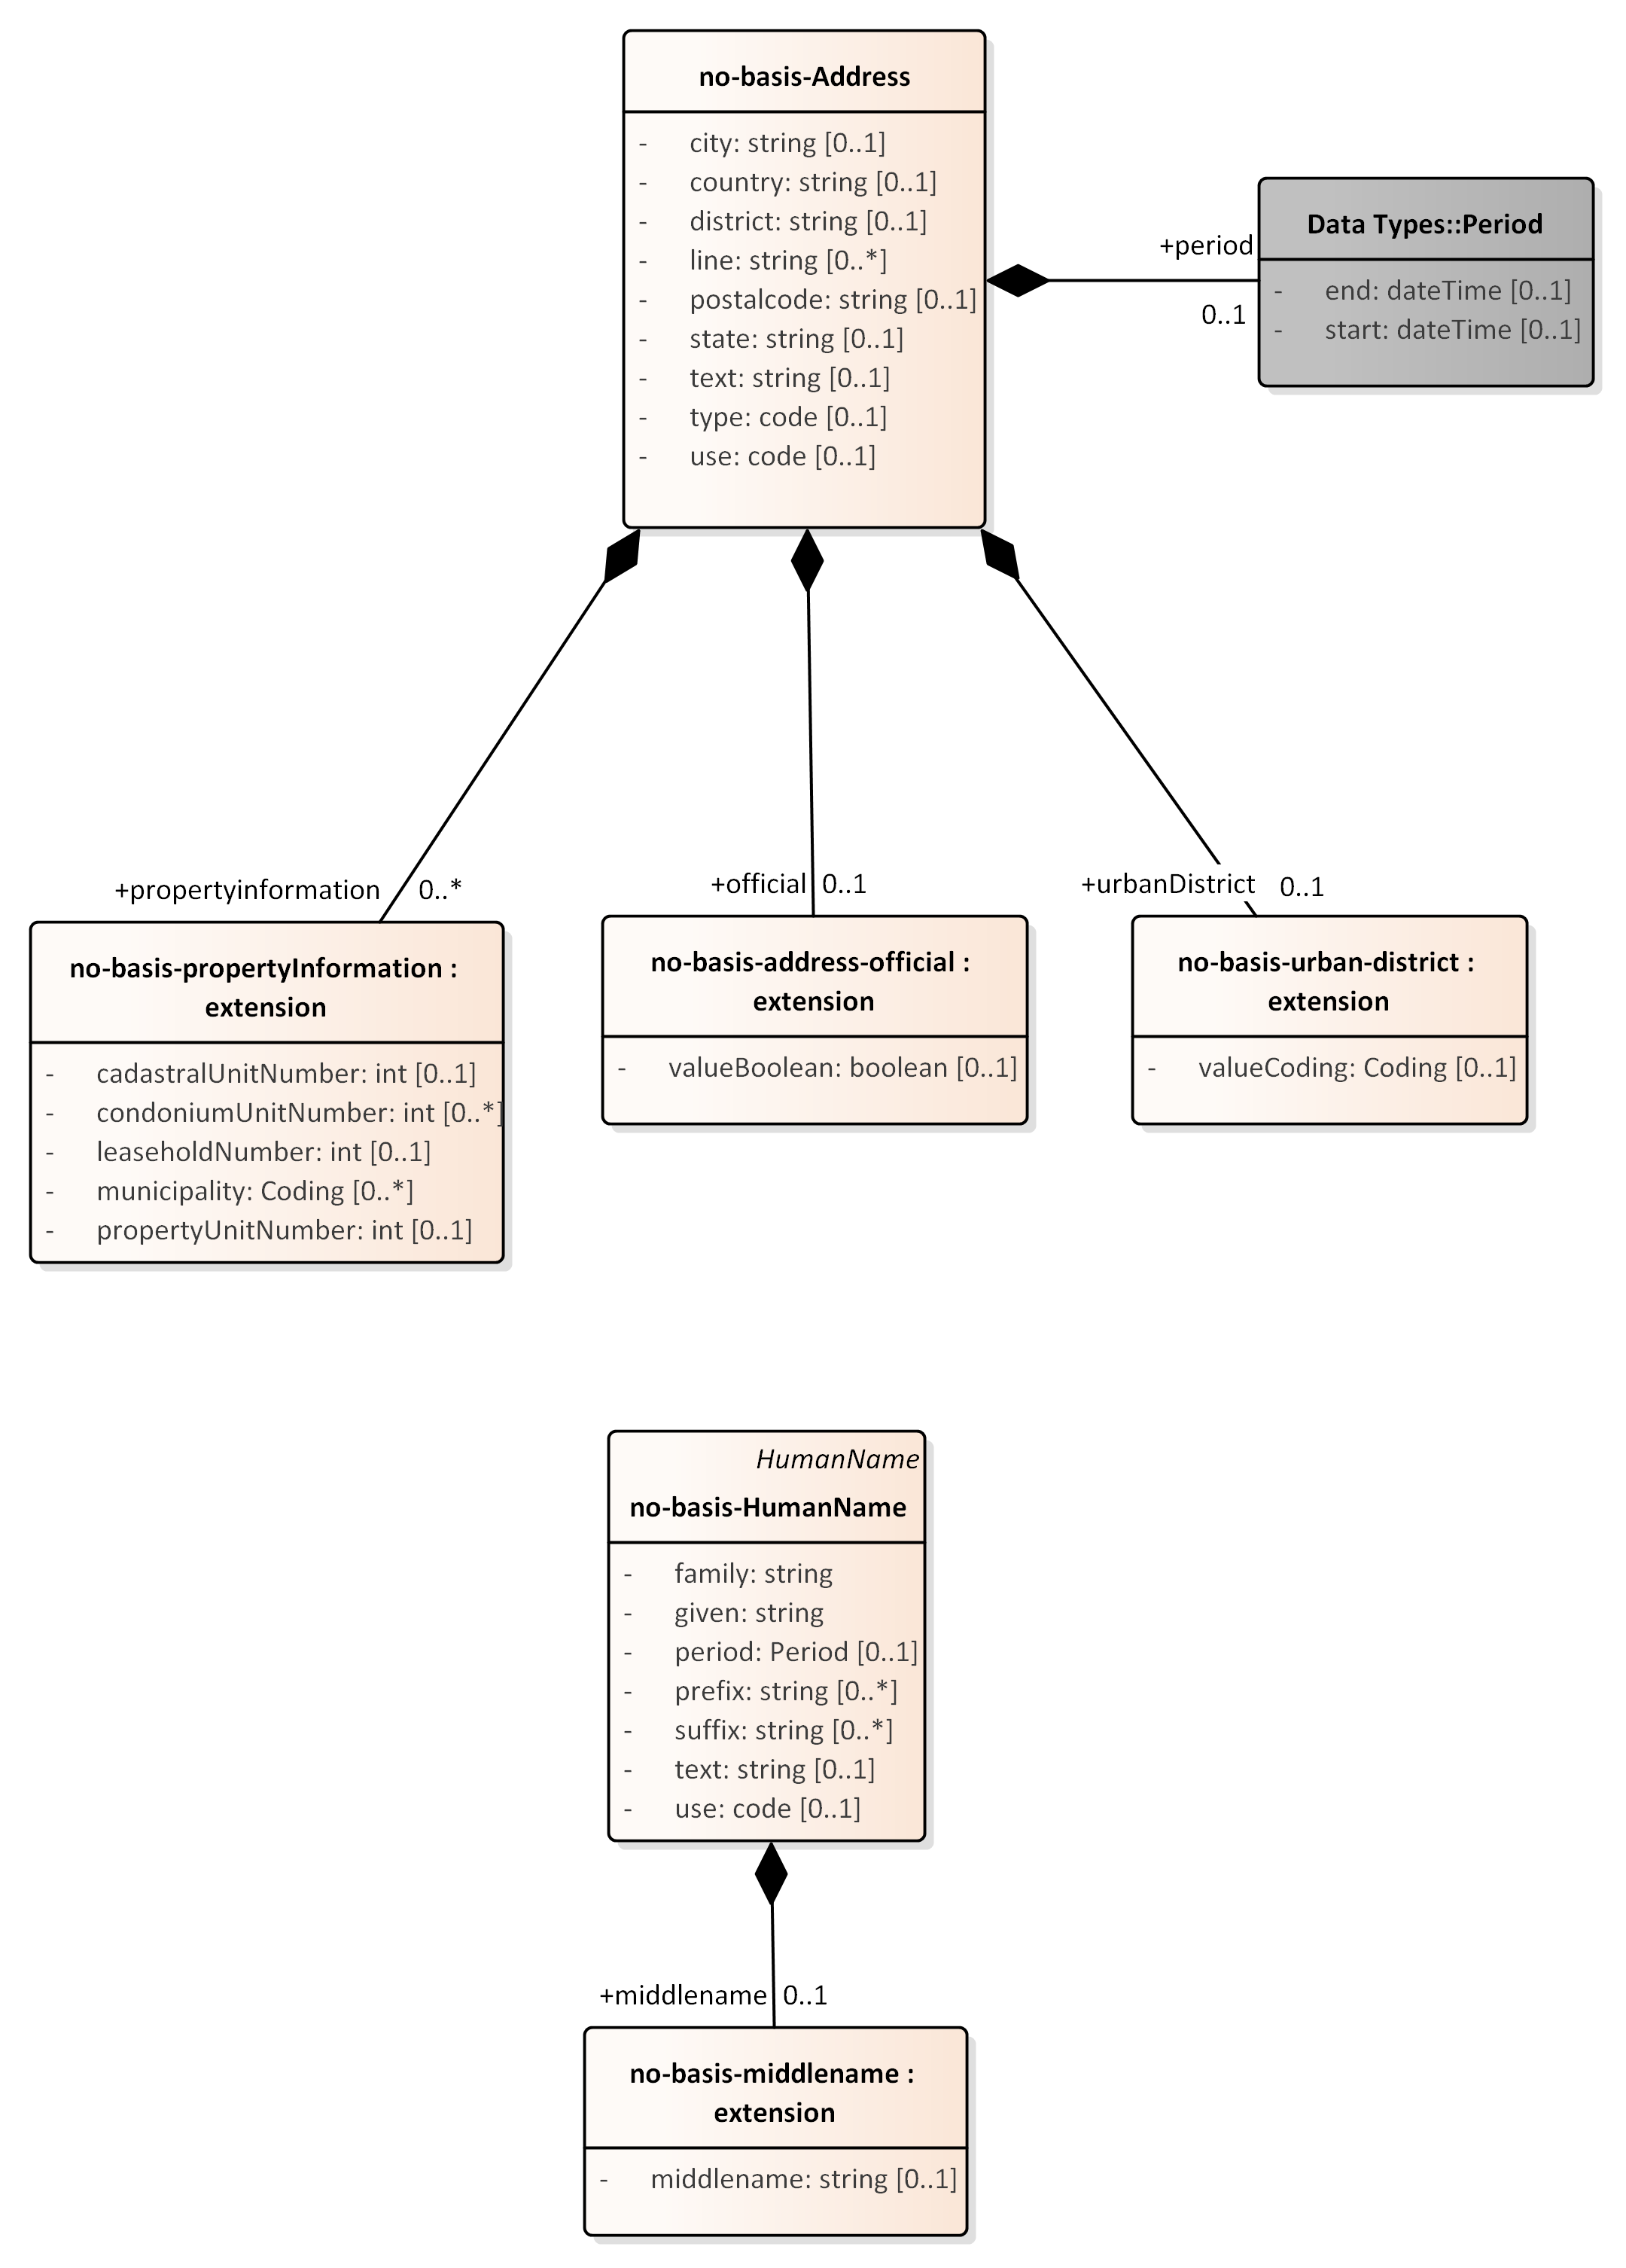 no-basis-Address
- city: string [0..1]
- country: string [0..1]
- district: string [0..1]
- line: string [0..*]
- postalcode: string [0..1]
- state: string [0..1]
- text: string [0..1]
- type: code [0..1]
- use: code [0..1]
+period
0..1
Data Types::Period
- end: dateTime [0..1]
- start: dateTime [0..1]
+propertyinformation 0..*
no-basis-propertyInformation :
extension
- cadastralUnitNumber: int [0..1]
- condoniumUnitNumber: int [0..*]
- leaseholdNumber: int [0..1]
- municipality: Coding [0..*]
- propertyUnitNumber: int [0..1]
+official 0..1
no-basis-address-official :
extension
- valueBoolean: boolean [0..1]
+urbanDistrict 0..1
no-basis-urban-district :
extension
- valueCoding: Coding [0..1]
HumanName
no-basis-HumanName
- family: string
- given: string
- period: Period [0..1]
- prefix: string [0..*]
- suffix: string [0..*]
- text: string [0..1]
- use: code [0..1]
+middlename 0..1
no-basis-middlename :
extension
- middlename: string [0..1]